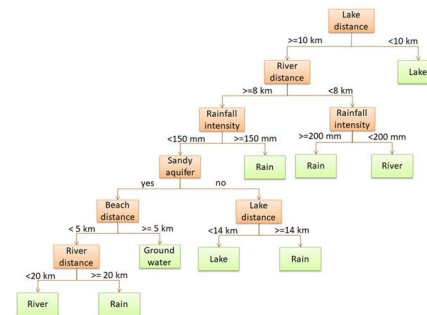 Lake
distance
>=10 km
<10 km
River
distance
Lake
>=8 km
<8 km
Rainfall
intensity
Rainfall
intensity
<150 mm
>=150 mm
>=200 mm
<200 mm
Sandy
aquifer
Rain
Rain
River
yes
no
Beach
distance
Lake
distance
< 5 km
>= 5 km
<14 km
>=14 km
River
distance
Ground
water
Lake
Rain
<20 km
>= 20 km
River
Rain